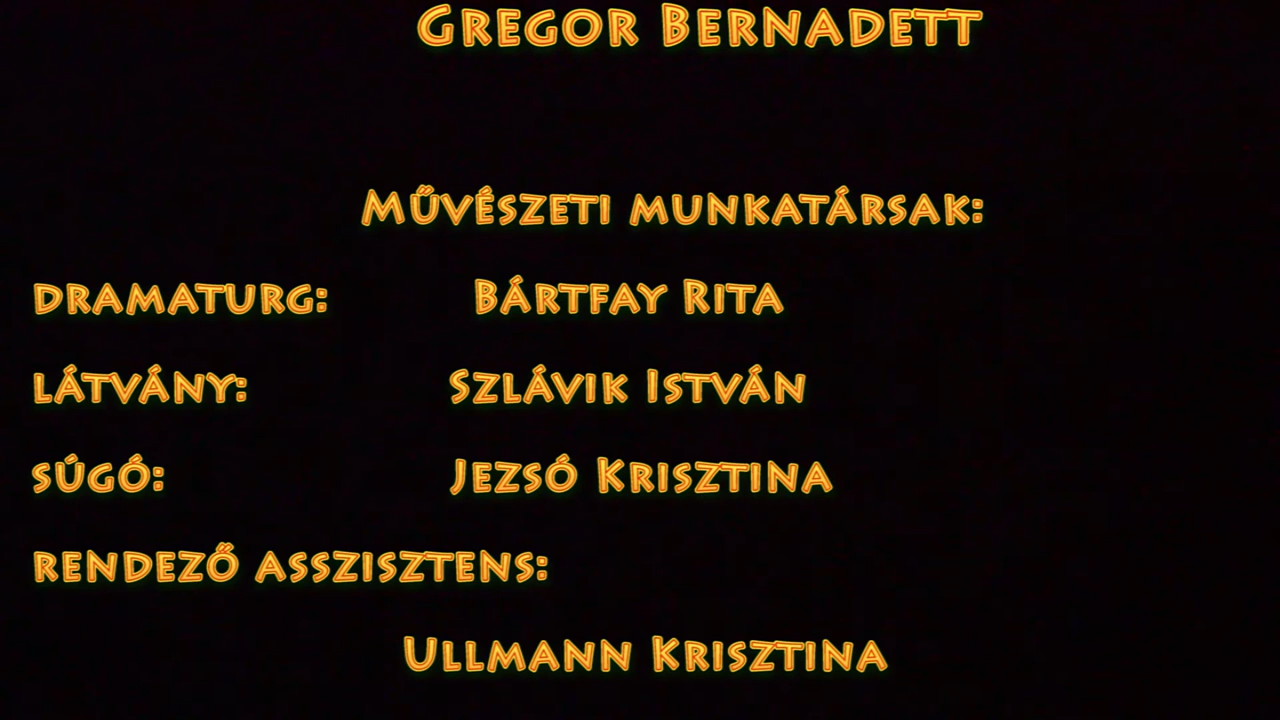 Gregor Bernadett
Művészeti munkatársak:
dramaturg: Bártfay Rita
látvány: Szlávik István
súgó: Jezsó Krisztina
rendező asszisztens:
Ullmann Krisztina